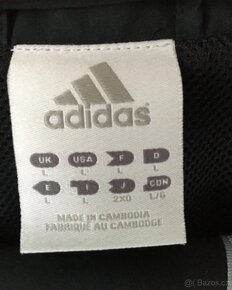 adidas
UK USA F D
L L L L
E I J CDN
L L 2XO L/G
MADE IN CAMBODIA
FABRIQUÉ AU CAMBODGE
Bazos.cz